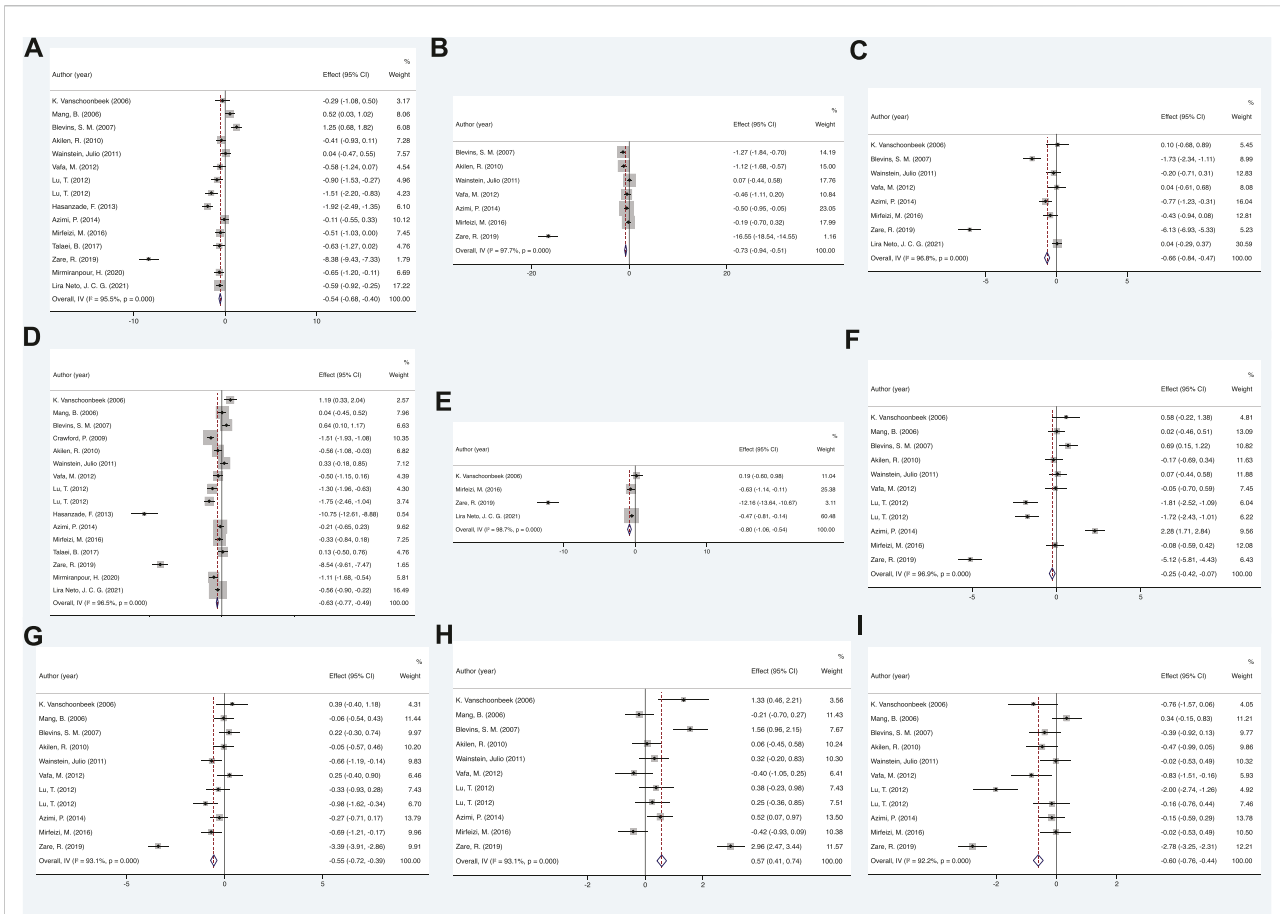 A
%
Author (year) Effect (95% CI) Weight
K. Vanschoonbeek (2006) -0.29 (-1.08, 0.50) 3.17
Mang, B. (2006) 0.52 (0.03, 1.02) 8.06
Blevins, S. M. (2007) 1.25 (0.68, 1.82) 6.08
Akilen, R. (2010) -0.41 (-0.93, 0.11) 7.28
Wainstein, Julio (2011) 0.04 (-0.47, 0.55) 7.57
Vafa, M. (2012) -0.58 (-1.24, 0.07) 4.54
Lu, T. (2012) -0.90 (-1.53, -0.27) 4.96
Lu, T. (2012) -1.51 (-2.20, -0.83) 4.23
Hasanzade, F. (2013) -1.92 (-2.49, -1.35) 6.10
Azimi, P. (2014) -0.11 (-0.55, 0.33) 10.12
Mirfeizi, M. (2016) -0.51 (-1.03, 0.00) 7.45
Talaei, B. (2017) -0.63 (-1.27, 0.02) 4.76
Zare, R. (2019) -8.38 (-9.43, -7.33) 1.79
Mirmiranpour, H. (2020) -0.65 (-1.20, -0.11) 6.69
Lira Neto, J. C. G. (2021) -0.59 (-0.92, -0.25) 17.22
Overall, IV (I² = 95.5%, p = 0.000) -0.54 (-0.68, -0.40) 100.00
-10 0 10
B
%
Author (year) Effect (95% CI) Weight
Blevins, S. M. (2007) -1.27 (-1.84, -0.70) 14.19
Akilen, R. (2010) -1.12 (-1.68, -0.57) 15.00
Wainstein, Julio (2011) 0.07 (-0.44, 0.58) 17.76
Vafa, M. (2012) -0.46 (-1.11, 0.20) 10.84
Azimi, P. (2014) -0.50 (-0.95, -0.05) 23.05
Mirfeizi, M. (2016) -0.19 (-0.70, 0.32) 17.99
Zare, R. (2019) -16.55 (-18.54, -14.55) 1.16
Overall, IV (I² = 97.7%, p = 0.000) -0.73 (-0.94, -0.51) 100.00
-20 0 20
C
%
Author (year) Effect (95% CI) Weight
K. Vanschoonbeek (2006) 0.10 (-0.68, 0.89) 5.45
Blevins, S. M. (2007) -1.73 (-2.34, -1.11) 8.99
Wainstein, Julio (2011) -0.20 (-0.71, 0.31) 12.83
Vafa, M. (2012) 0.04 (-0.61, 0.68) 8.08
Azimi, P. (2014) -0.77 (-1.23, -0.31) 16.04
Mirfeizi, M. (2016) -0.43 (-0.94, 0.08) 12.81
Zare, R. (2019) -6.13 (-6.93, -5.33) 5.23
Lira Neto, J. C. G. (2021) 0.04 (-0.29, 0.37) 30.59
Overall, IV (I² = 96.8%, p = 0.000) -0.66 (-0.84, -0.47) 100.00
-5 0 5
D
%
Author (year) Effect (95% CI) Weight
K. Vanschoonbeek (2006) 1.19 (0.33, 2.04) 2.57
Mang, B. (2006) 0.04 (-0.45, 0.52) 7.96
Blevins, S. M. (2007) 0.64 (0.10, 1.17) 6.63
Crawford, P. (2009) -1.51 (-1.93, -1.08) 10.35
Akilen, R. (2010) -0.56 (-1.08, -0.03) 6.82
Wainstein, Julio (2011) 0.33 (-0.18, 0.85) 7.12
Vafa, M. (2012) -0.50 (-1.15, 0.16) 4.39
Lu, T. (2012) -1.30 (-1.96, -0.63) 4.30
Lu, T. (2012) -1.75 (-2.46, -1.04) 3.74
Hasanzade, F. (2013) -10.75 (-12.61, -8.88) 0.54
Azimi, P. (2014) -0.21 (-0.65, 0.23) 9.62
Mirfeizi, M. (2016) -0.33 (-0.84, 0.18) 7.25
Talaei, B. (2017) 0.13 (-0.50, 0.76) 4.76
Zare, R. (2019) -8.54 (-9.61, -7.47) 1.65
Mirmiranpour, H. (2020) -1.11 (-1.68, -0.54) 5.81
Lira Neto, J. C. G. (2021) -0.56 (-0.90, -0.22) 16.49
Overall, IV (I² = 96.5%, p = 0.000) -0.63 (-0.77, -0.49) 100.00
E
%
Author (year) Effect (95% CI) Weight
K. Vanschoonbeek (2006) 0.19 (-0.60, 0.98) 11.04
Mirfeizi, M. (2016) -0.63 (-1.14, -0.11) 25.38
Zare, R. (2019) -12.16 (-13.64, -10.67) 3.11
Lira Neto, J. C. G. (2021) -0.47 (-0.81, -0.14) 60.48
Overall, IV (I² = 98.7%, p = 0.000) -0.80 (-1.06, -0.54) 100.00
-10 0 10
F
%
Author (year) Effect (95% CI) Weight
K. Vanschoonbeek (2006) 0.58 (-0.22, 1.38) 4.81
Mang, B. (2006) 0.02 (-0.46, 0.51) 13.09
Blevins, S. M. (2007) 0.69 (0.15, 1.22) 10.82
Akilen, R. (2010) -0.17 (-0.69, 0.34) 11.63
Wainstein, Julio (2011) 0.07 (-0.44, 0.58) 11.88
Vafa, M. (2012) -0.05 (-0.70, 0.59) 7.45
Lu, T. (2012) -1.81 (-2.52, -1.09) 6.04
Lu, T. (2012) -1.72 (-2.43, -1.01) 6.22
Azimi, P. (2014) 2.28 (1.71, 2.84) 9.56
Mirfeizi, M. (2016) -0.08 (-0.59, 0.42) 12.08
Zare, R. (2019) -5.12 (-5.81, -4.43) 6.43
Overall, IV (I² = 96.9%, p = 0.000) -0.25 (-0.42, -0.07) 100.00
-5 0 5
G
%
Author (year) Effect (95% CI) Weight
K. Vanschoonbeek (2006) 0.39 (-0.40, 1.18) 4.31
Mang, B. (2006) -0.06 (-0.54, 0.43) 11.44
Blevins, S. M. (2007) 0.22 (-0.30, 0.74) 9.97
Akilen, R. (2010) -0.05 (-0.57, 0.46) 10.20
Wainstein, Julio (2011) -0.66 (-1.19, -0.14) 9.83
Vafa, M. (2012) 0.25 (-0.40, 0.90) 6.46
Lu, T. (2012) -0.33 (-0.93, 0.28) 7.43
Lu, T. (2012) -0.98 (-1.62, -0.34) 6.70
Azimi, P. (2014) -0.27 (-0.71, 0.17) 13.79
Mirfeizi, M. (2016) -0.69 (-1.21, -0.17) 9.96
Zare, R. (2019) -3.39 (-3.91, -2.86) 9.91
Overall, IV (I² = 93.1%, p = 0.000) -0.55 (-0.72, -0.39) 100.00
-5 0 5
H
%
Author (year) Effect (95% CI) Weight
K. Vanschoonbeek (2006) 1.33 (0.46, 2.21) 3.56
Mang, B. (2006) -0.21 (-0.70, 0.27) 11.43
Blevins, S. M. (2007) 1.56 (0.96, 2.15) 7.67
Akilen, R. (2010) 0.06 (-0.45, 0.58) 10.24
Wainstein, Julio (2011) 0.32 (-0.20, 0.83) 10.30
Vafa, M. (2012) -0.40 (-1.05, 0.25) 6.41
Lu, T. (2012) 0.38 (-0.23, 0.98) 7.43
Lu, T. (2012) 0.25 (-0.36, 0.85) 7.51
Azimi, P. (2014) 0.52 (0.07, 0.97) 13.50
Mirfeizi, M. (2016) -0.42 (-0.93, 0.09) 10.38
Zare, R. (2019) 2.96 (2.47, 3.44) 11.57
Overall, IV (I² = 93.1%, p = 0.000) 0.57 (0.41, 0.74) 100.00
-2 0 2
I
%
Author (year) Effect (95% CI) Weight
K. Vanschoonbeek (2006) -0.76 (-1.57, 0.06) 4.05
Mang, B. (2006) 0.34 (-0.15, 0.83) 11.21
Blevins, S. M. (2007) -0.39 (-0.92, 0.13) 9.77
Akilen, R. (2010) -0.47 (-0.99, 0.05) 9.86
Wainstein, Julio (2011) -0.02 (-0.53, 0.49) 10.32
Vafa, M. (2012) -0.83 (-1.51, -0.16) 5.93
Lu, T. (2012) -2.00 (-2.74, -1.26) 4.92
Lu, T. (2012) -0.16 (-0.76, 0.44) 7.46
Azimi, P. (2014) -0.15 (-0.59, 0.29) 13.78
Mirfeizi, M. (2016) -0.02 (-0.53, 0.49) 10.50
Zare, R. (2019) -2.78 (-3.25, -2.31) 12.21
Overall, IV (I² = 92.2%, p = 0.000) -0.60 (-0.76, -0.44) 100.00
-2 0 2